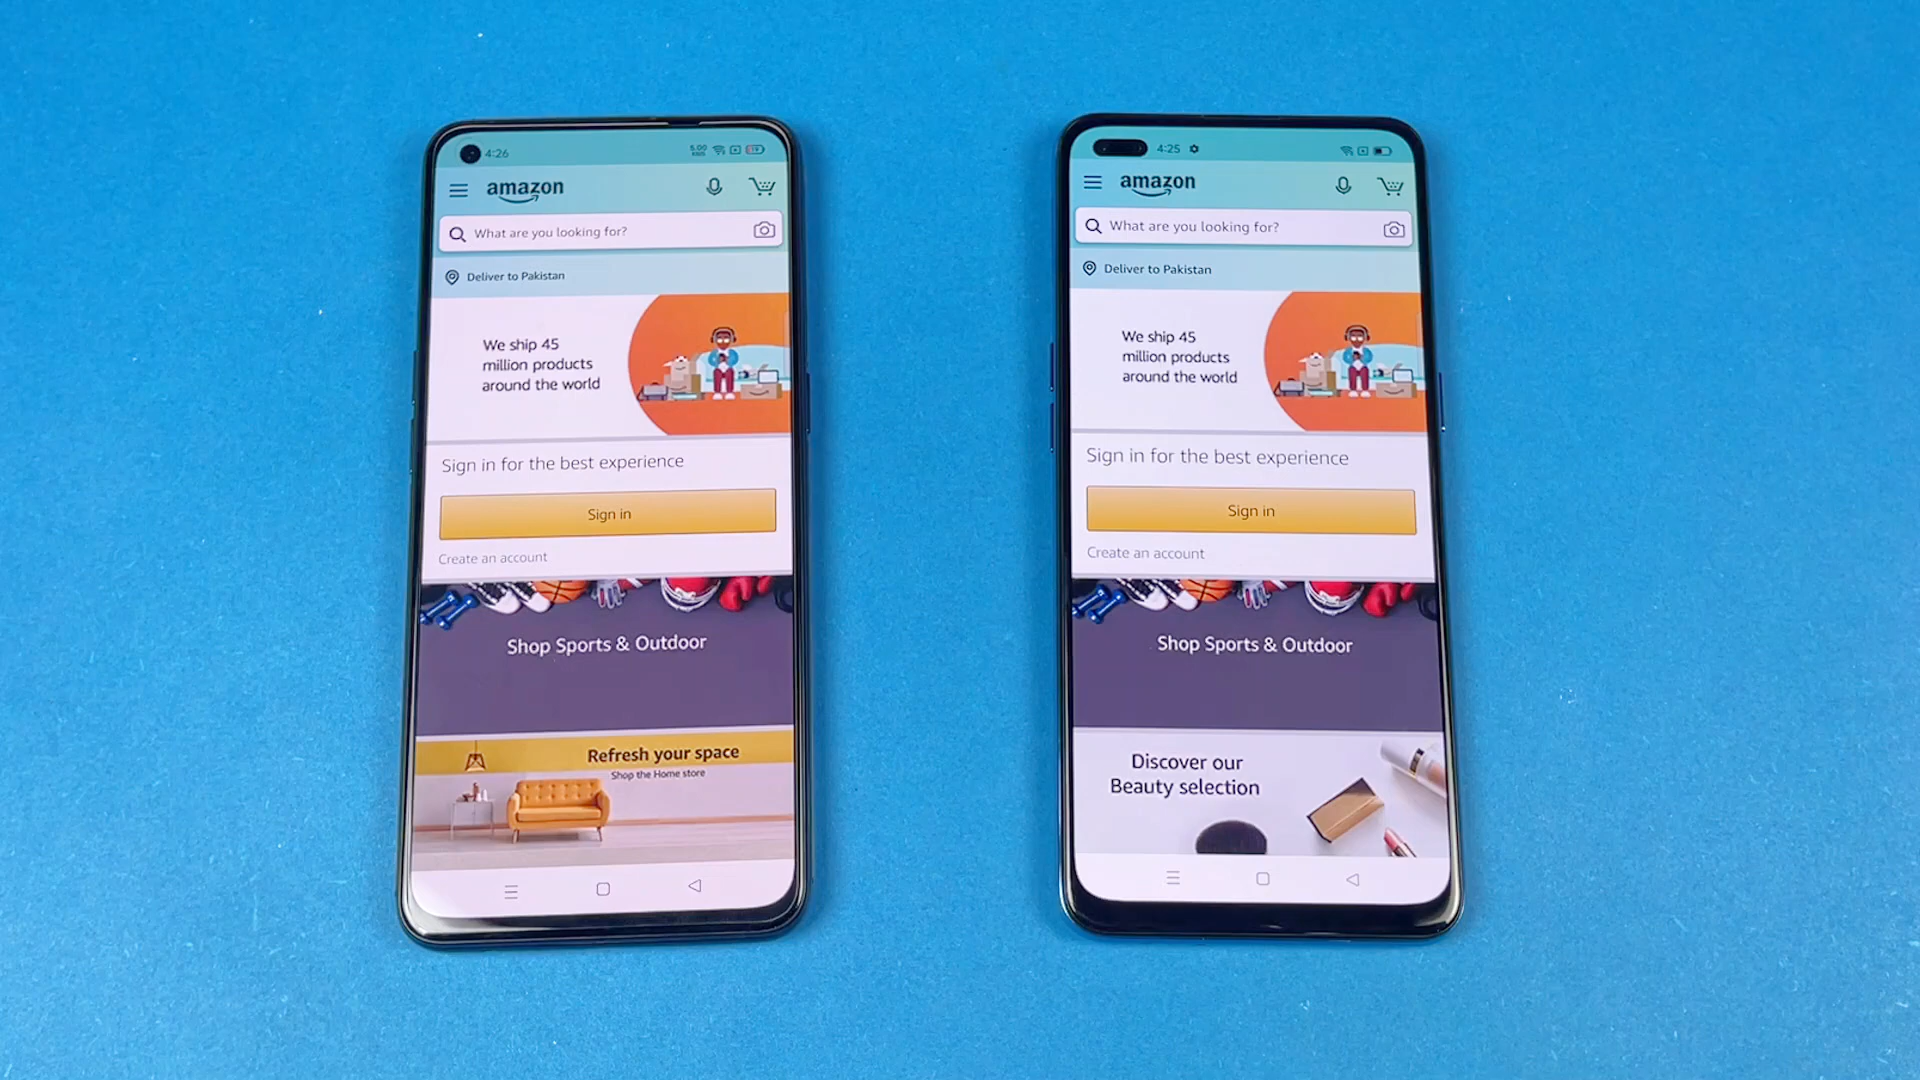 4:26
5.00
amazon
What are you looking for?
Deliver to Pakistan
We ship 45
million products
around the world
Sign in for the best experience
Sign in
Create an account
Shop Sports & Outdoor
Refresh your space
Shop the Home store
4:25
amazon
What are you looking for?
Deliver to Pakistan
We ship 45
million products
around the world
Sign in for the best experience
Sign in
Create an account
Shop Sports & Outdoor
Discover our
Beauty selection